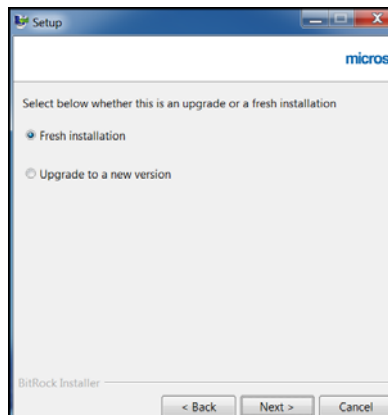 Setup
micros
Select below whether this is an upgrade or a fresh installation
Fresh installation
Upgrade to a new version
BitRock Installer
< Back
Next >
Cancel